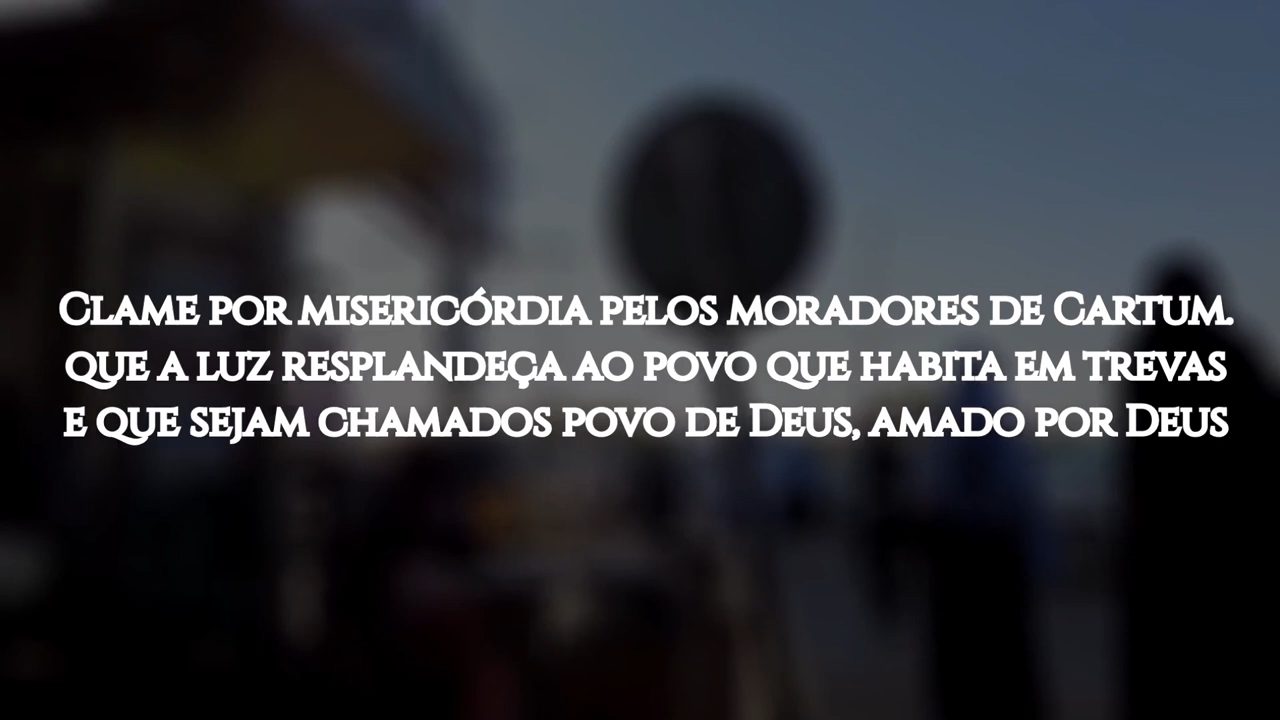 Clame por misericórdia pelos moradores de Cartum.
que a luz resplandeça ao povo que habita em trevas
e que sejam chamados povo de Deus, amado por Deus